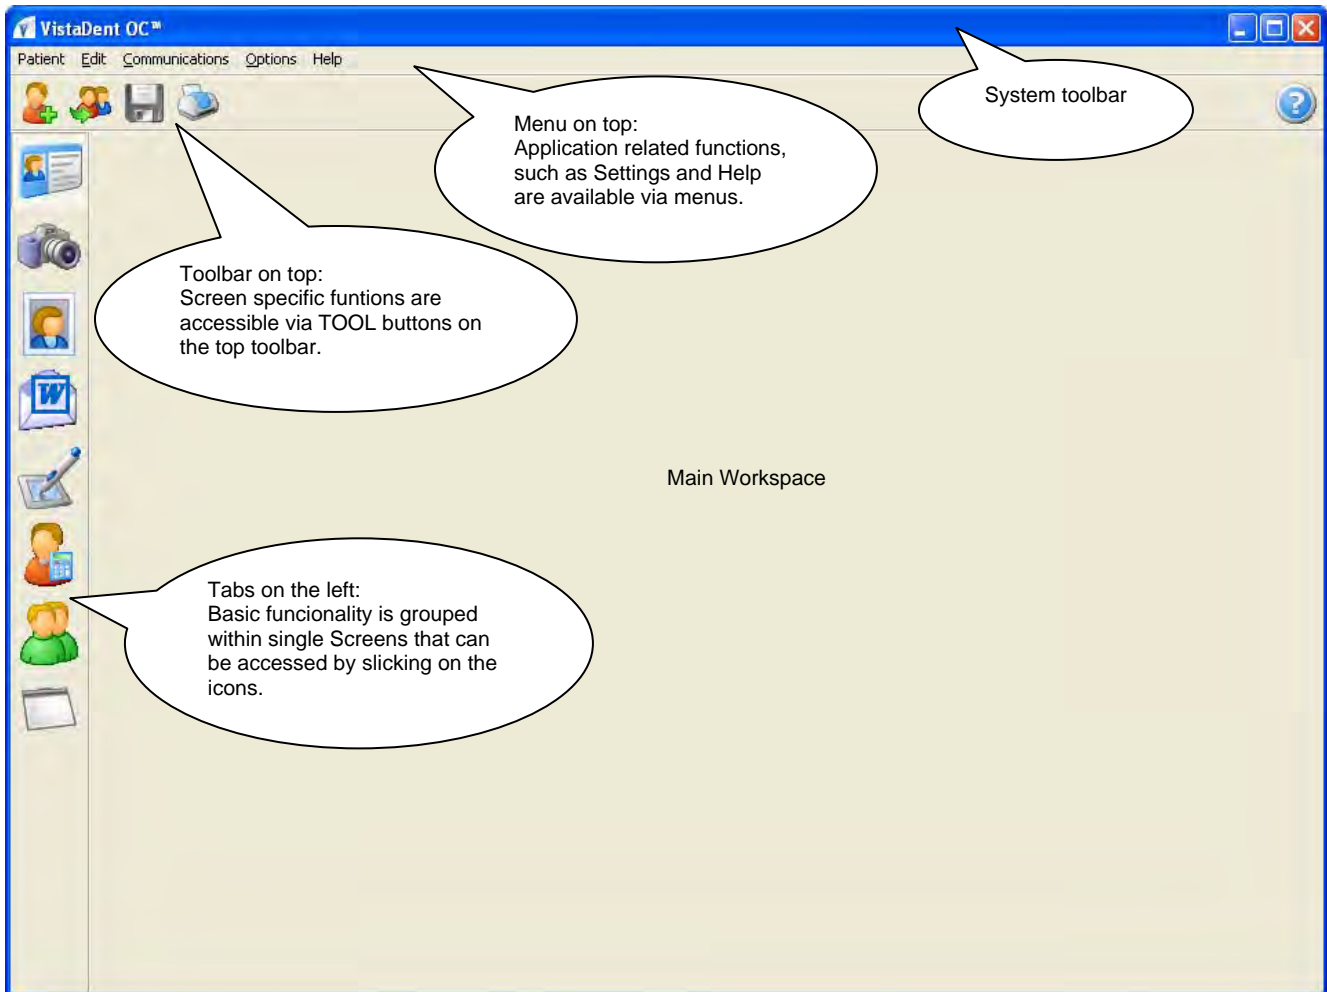 VistaDent OC™
Patient Edit Communications Options Help
System toolbar
Menu on top:
Application related functions,
such as Settings and Help
are available via menus.
Toolbar on top:
Screen specific funtions are
accessible via TOOL buttons on
the top toolbar.
W
Main Workspace
Tabs on the left:
Basic funcionality is grouped
within single Screens that can
be accessed by slicking on the
icons.